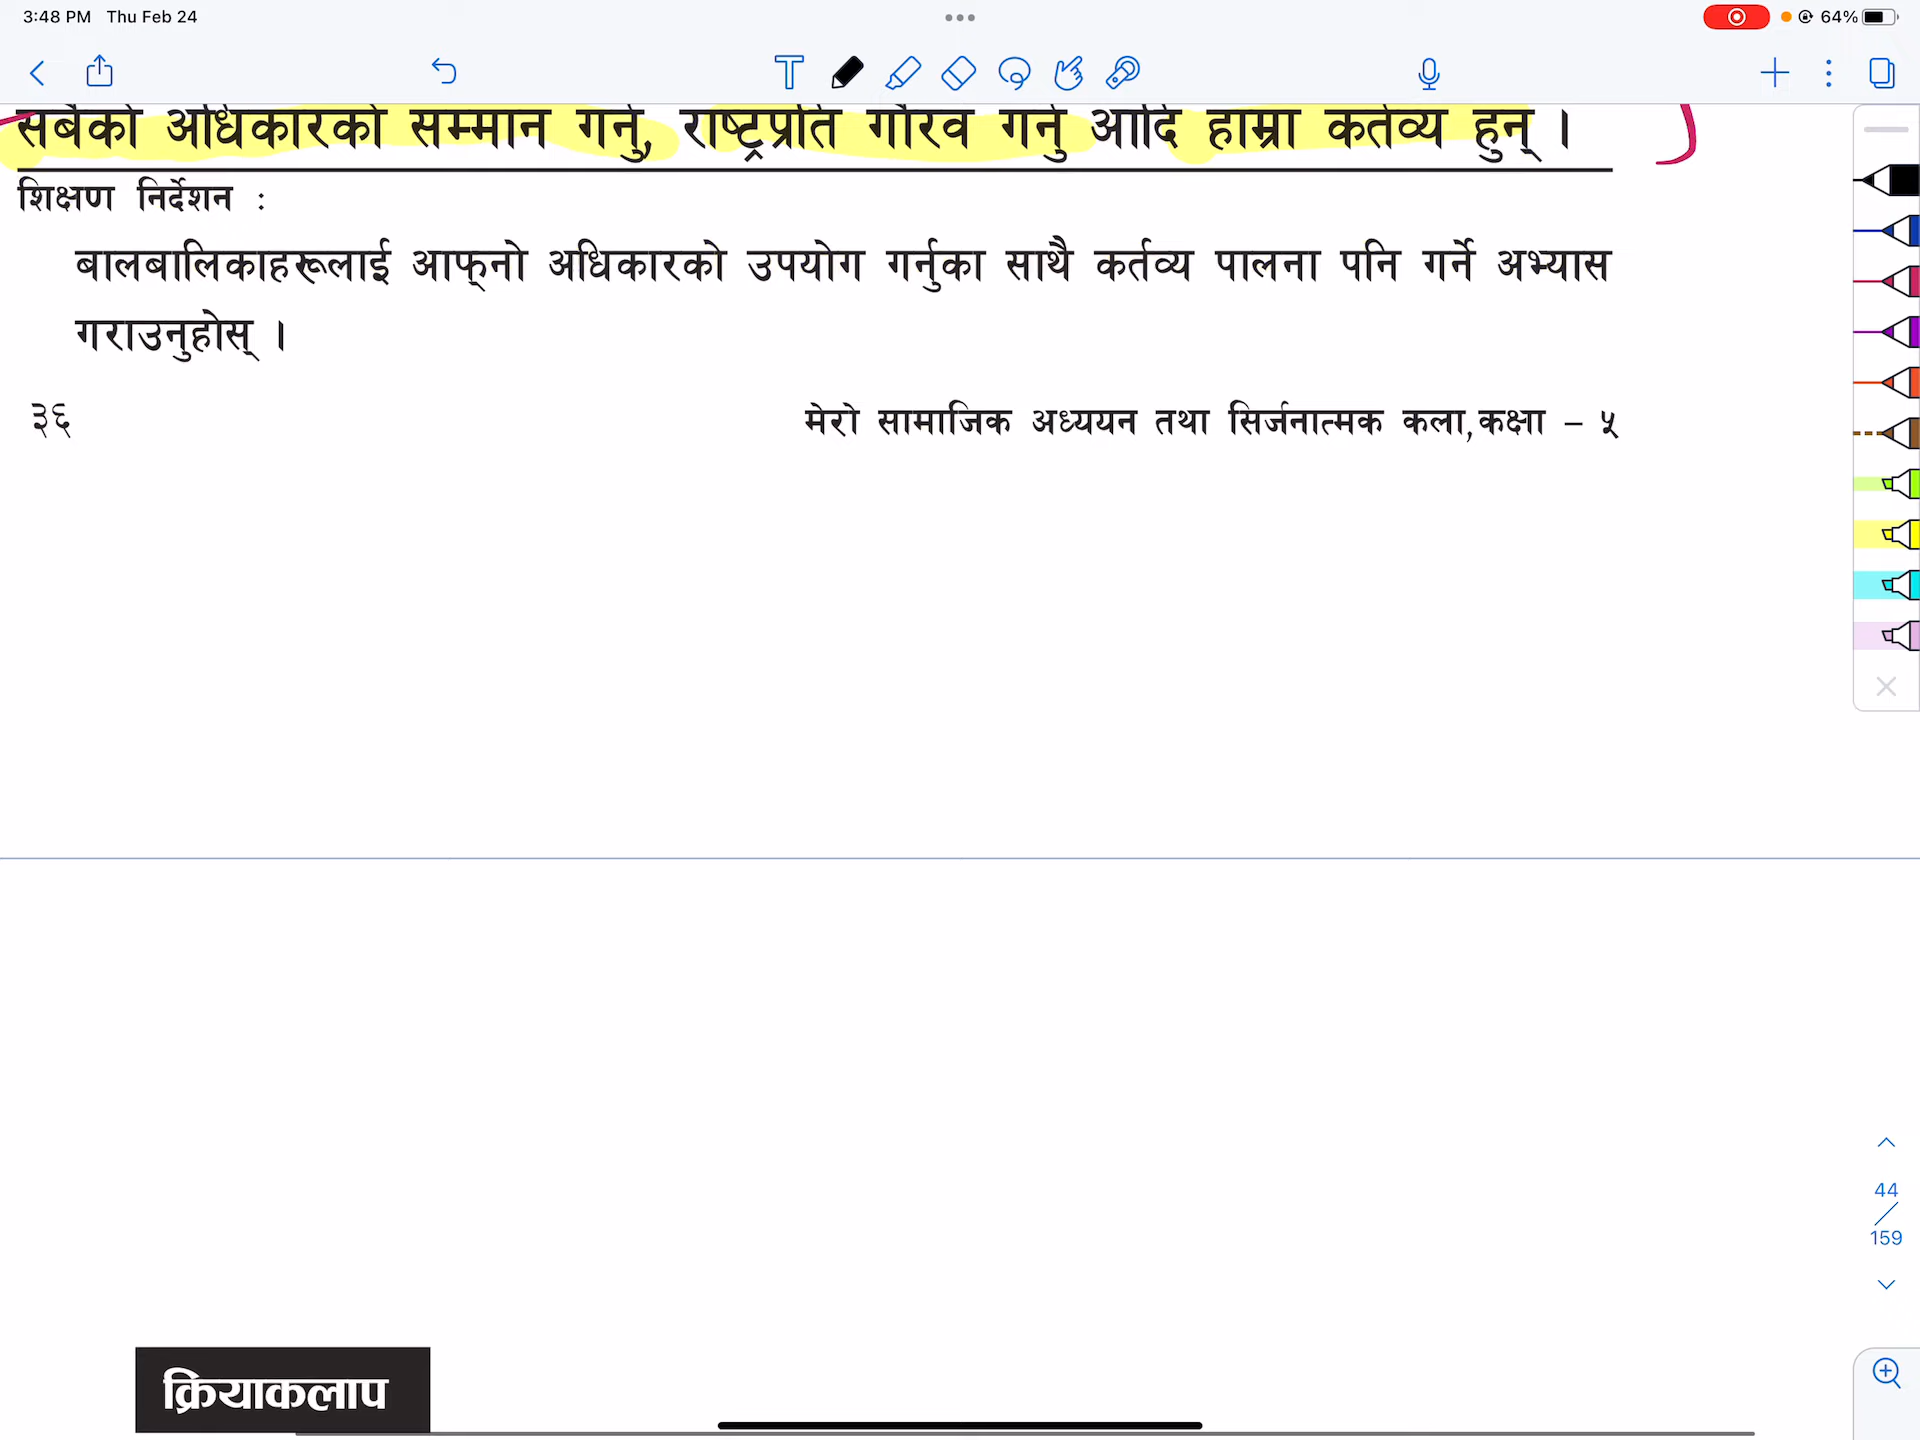 3:48 PM Thu Feb 24
64%
सबैको अधिकारको सम्मान गर्नु, राष्ट्रप्रति गौरव गर्नु आदि हाम्रा कर्तव्य हुन् ।
शिक्षण निर्देशन :
बालबालिकाहरूलाई आफ्‌नो अधिकारको उपयोग गर्नुका साथै कर्तव्य पालना पनि गर्ने अभ्यास
गराउनुहोस् ।
३६ मेरो सामाजिक अध्ययन तथा सिर्जनात्मक कला,कक्षा – ५
44
159
क्रियाकलाप